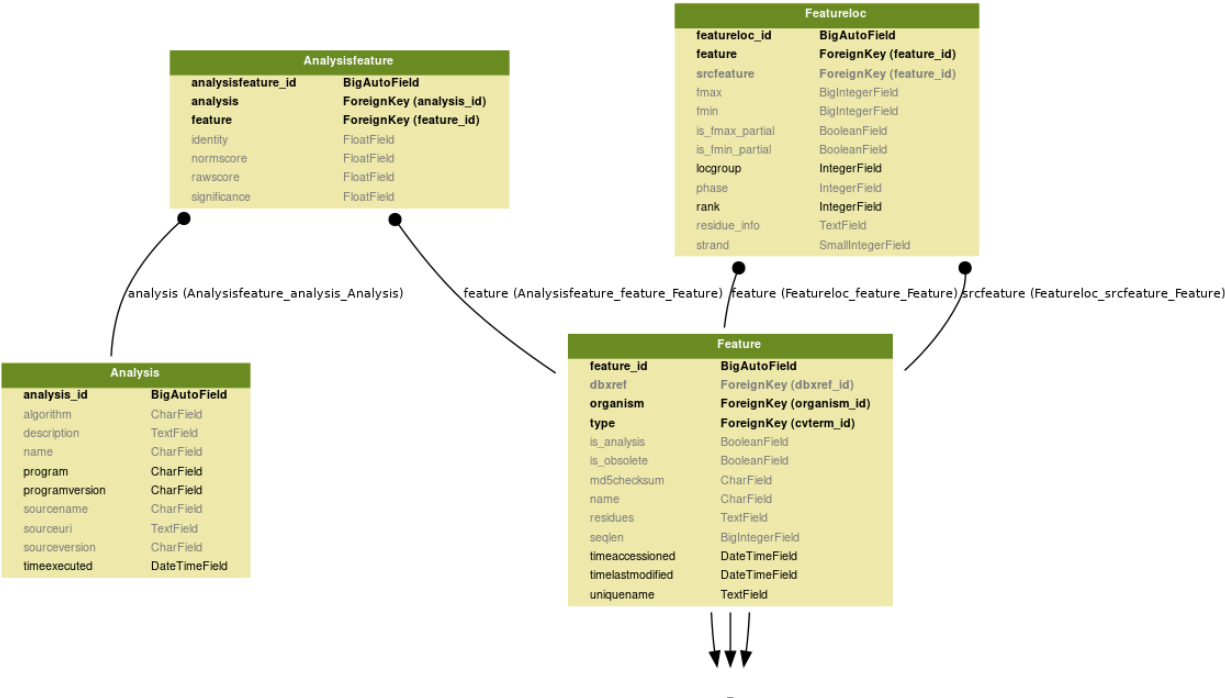 Featureloc
featureloc_id BigAutoField
feature ForeignKey (feature_id)
srcfeature ForeignKey (feature_id)
fmax BigIntegerField
fmin BigIntegerField
is_fmax_partial BooleanField
is_fmin_partial BooleanField
locgroup IntegerField
phase IntegerField
rank IntegerField
residue_info TextField
strand SmallIntegerField
Analysisfeature
analysisfeature_id BigAutoField
analysis ForeignKey (analysis_id)
feature ForeignKey (feature_id)
identity FloatField
normscore FloatField
rawscore FloatField
significance FloatField
analysis (Analysisfeature_analysis_Analysis) feature (Analysisfeature_feature_Feature) feature (Featureloc_feature_Feature) srcfeature (Featureloc_srcfeature_Feature)
Analysis
analysis_id BigAutoField
algorithm CharField
description TextField
name CharField
program CharField
programversion CharField
sourcename CharField
sourceuri TextField
sourceversion CharField
timeexecuted DateTimeField
Feature
feature_id BigAutoField
dbxref ForeignKey (dbxref_id)
organism ForeignKey (organism_id)
type ForeignKey (cvterm_id)
is_analysis BooleanField
is_obsolete BooleanField
md5checksum CharField
name CharField
residues TextField
seqlen BigIntegerField
timeaccessioned DateTimeField
timelastmodified DateTimeField
uniquename TextField